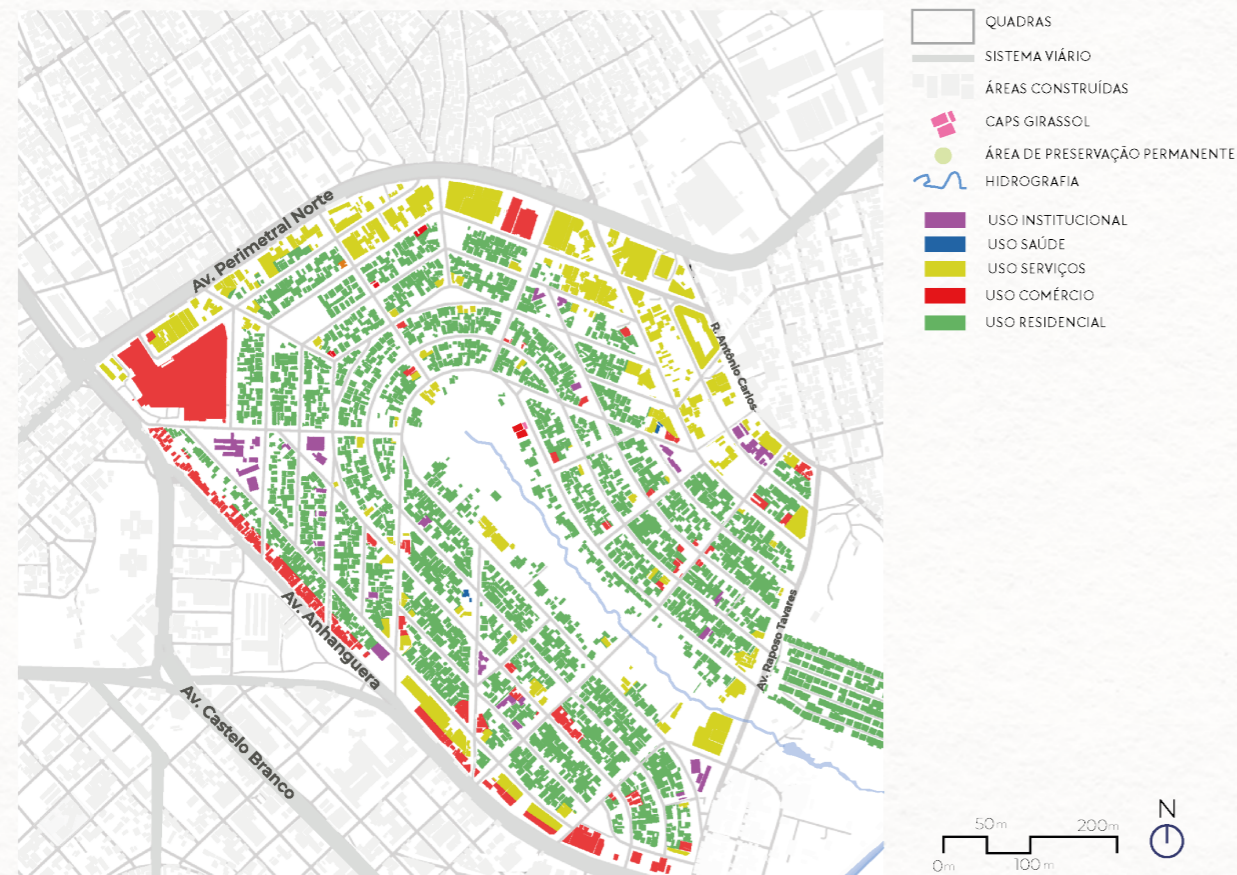 QUADRAS
SISTEMA VIÁRIO
ÁREAS CONSTRUÍDAS
CAPS GIRASSOL
ÁREA DE PRESERVAÇÃO PERMANENTE
HIDROGRAFIA
USO INSTITUCIONAL
USO SAÚDE
USO SERVIÇOS
USO COMÉRCIO
USO RESIDENCIAL
Av. Perimetral Norte
R. Antônio Carlos
Av. Anhanguera
Av. Raposo Tavares
Av. Castelo Branco
N
50m
200m
0m
100m